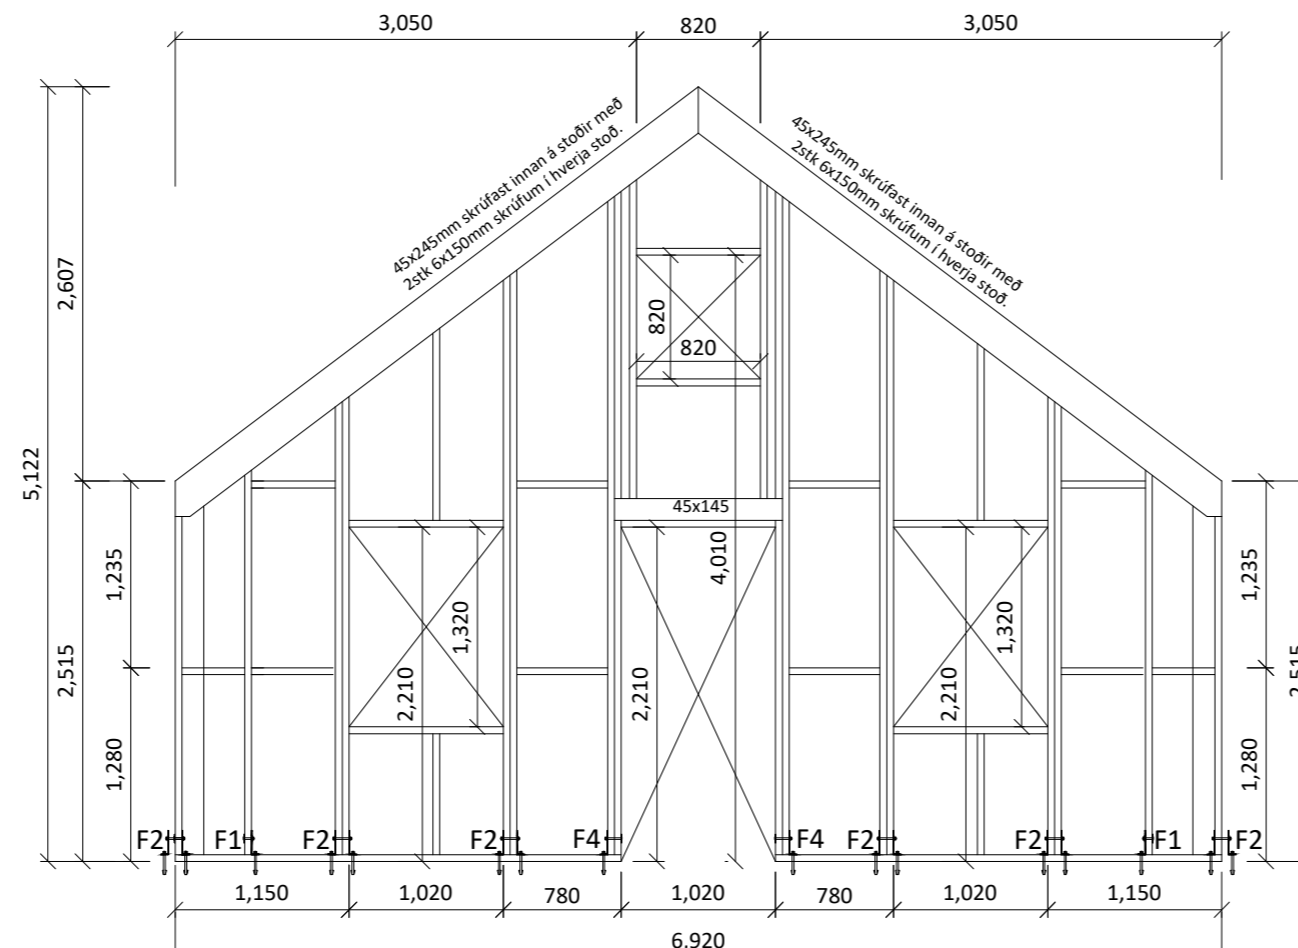 3,050
820
3,050
45x245mm skrúfast innan á stoðir með
2stk 6x150mm skrúfum í hverja stoð.
45x245mm skrúfast innan á stoðir með
2stk 6x150mm skrúfum í hverja stoð.
2,607
820
820
5,122
45x145
4,010
1,235
1,235
1,320
1,320
2,515
2,210
2,210
2,210
2,515
1,280
1,280
F2
F1
F2
F2
F4
F4
F2
F2
F1
F2
1,150
1,020
780
1,020
780
1,020
1,150
6,920